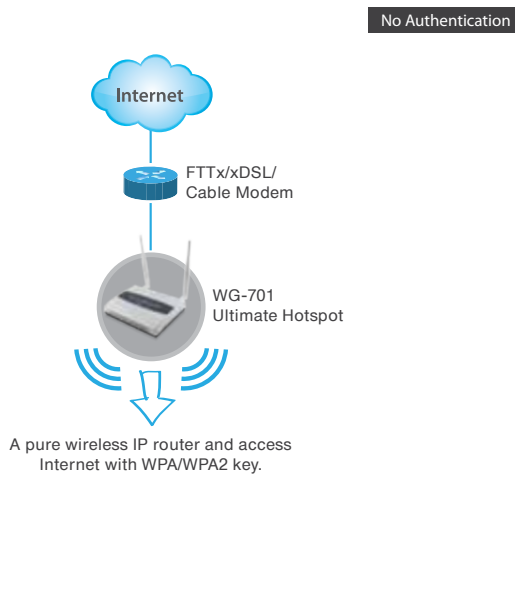 No Authentication
Internet
FTTx/xDSL/
Cable Modem
WG-701
Ultimate Hotspot
A pure wireless IP router and access
Internet with WPA/WPA2 key.